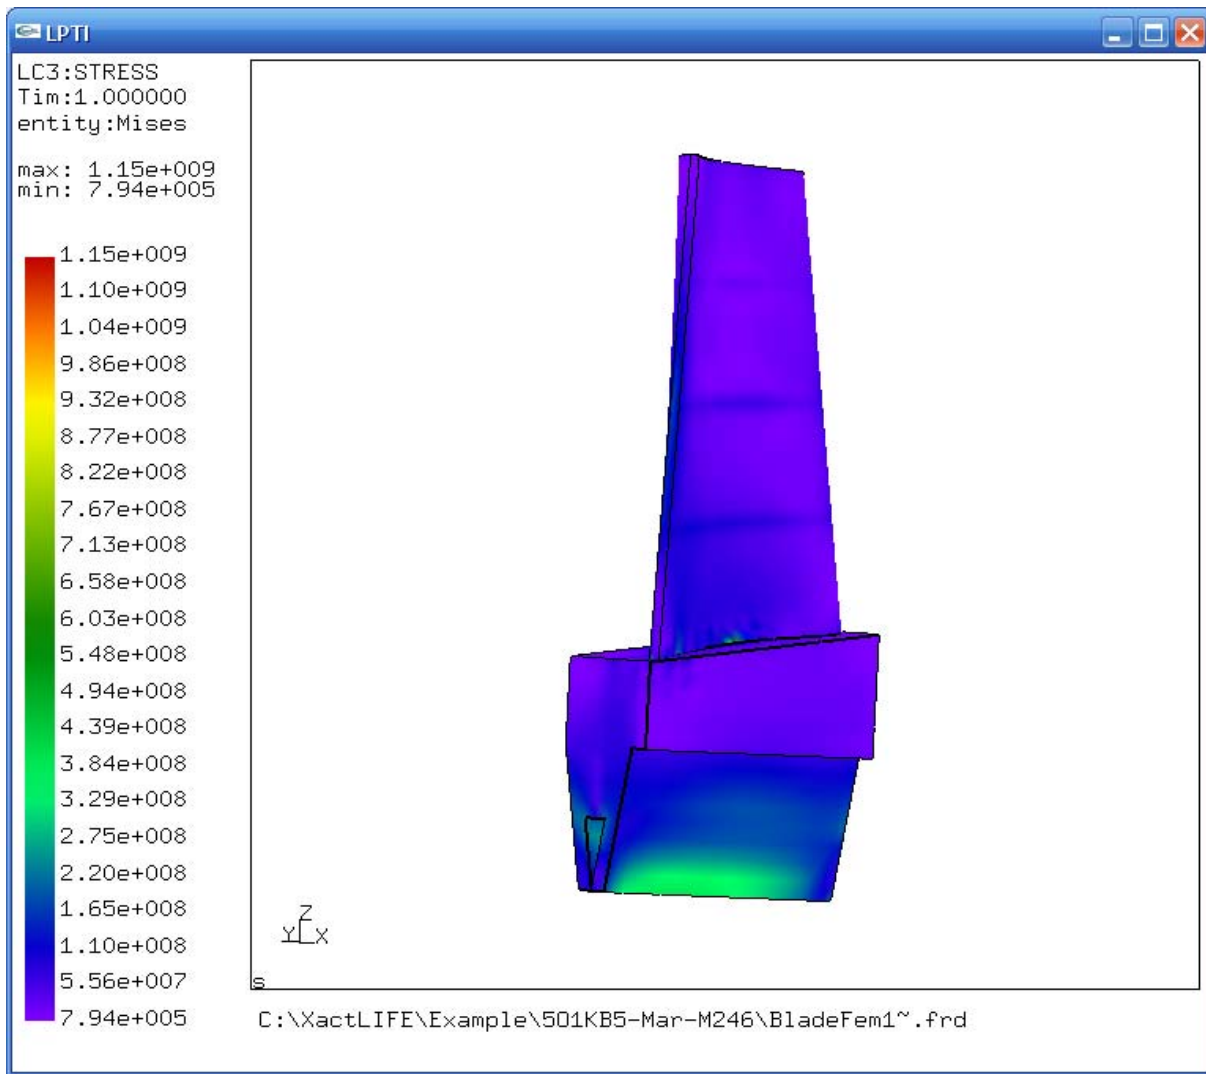 LPTI
LC3:STRESS
Tim:1.000000
entity:Mises
max: 1.15e+009
min: 7.94e+005
1.15e+009
1.10e+009
1.04e+009
9.86e+008
9.32e+008
8.77e+008
8.22e+008
7.67e+008
7.13e+008
6.58e+008
6.03e+008
5.48e+008
4.94e+008
4.39e+008
3.84e+008
3.29e+008
2.75e+008
2.20e+008
1.65e+008
1.10e+008
5.56e+007
7.94e+005
Z
Y X
s
C:\XactLIFE\Example\501KB5-Mar-M246\BladeFem1~.frd